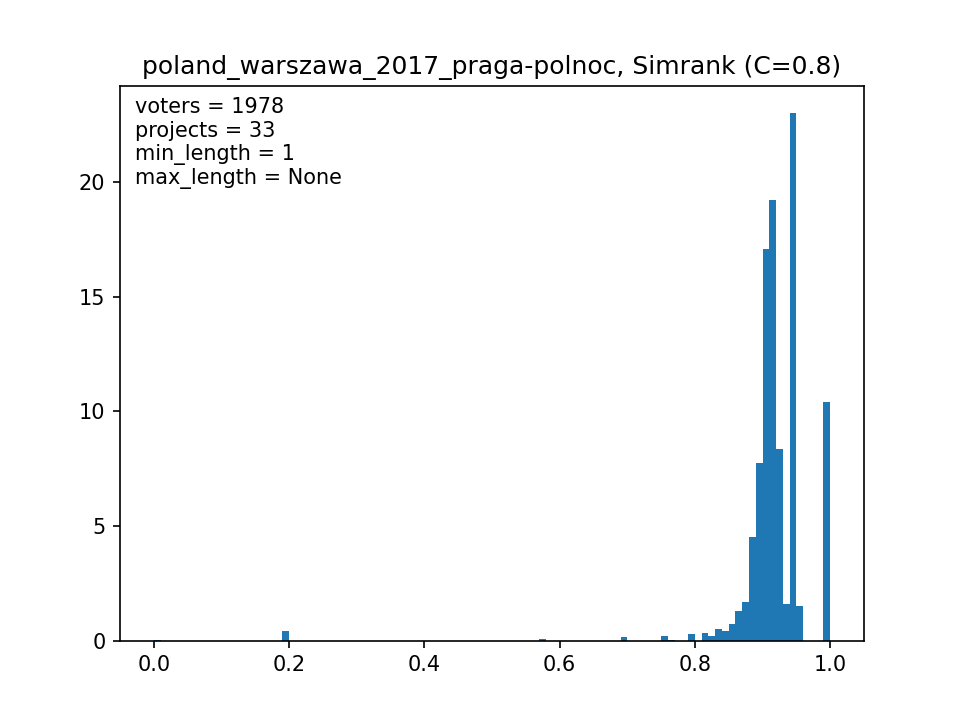 poland_warszawa_2017_praga-polnoc, Simrank (C=0.8)
voters = 1978
projects = 33
min_length = 1
max_length = None
20
15
10
5
0
0.0 0.2 0.4 0.6 0.8 1.0